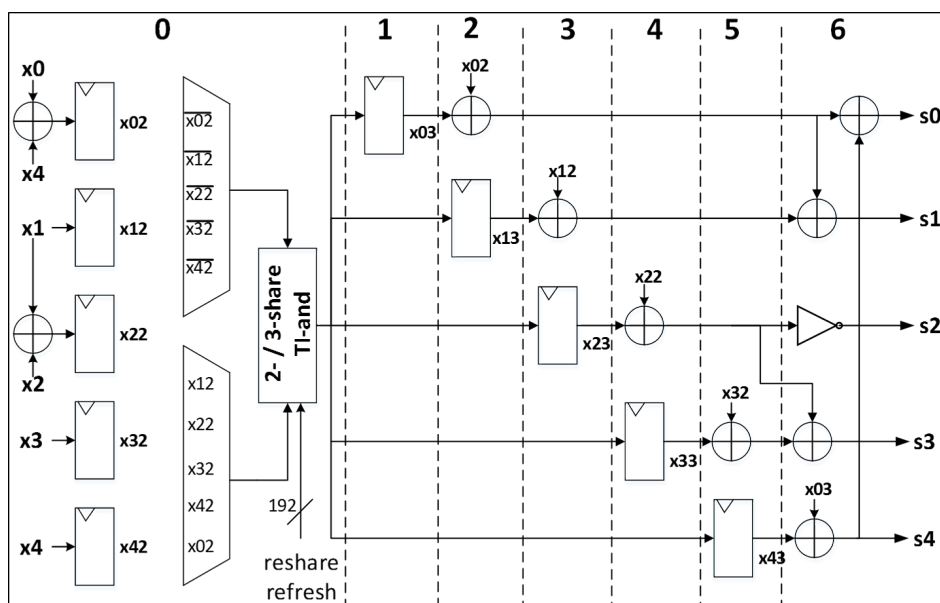 0 1 2 3 4 5 6
x0
x02
x02
x02
s0
x4
x03
x12
x1
x12
x12
x22
x13
s1
x32
x42
2- / 3-share
TI-and
x22
x22
x23
s2
x2
x12
x32
x3
x32
x22
x33
s3
x32
x03
x4
x42
x42
x02
192
x43
s4
reshare
refresh